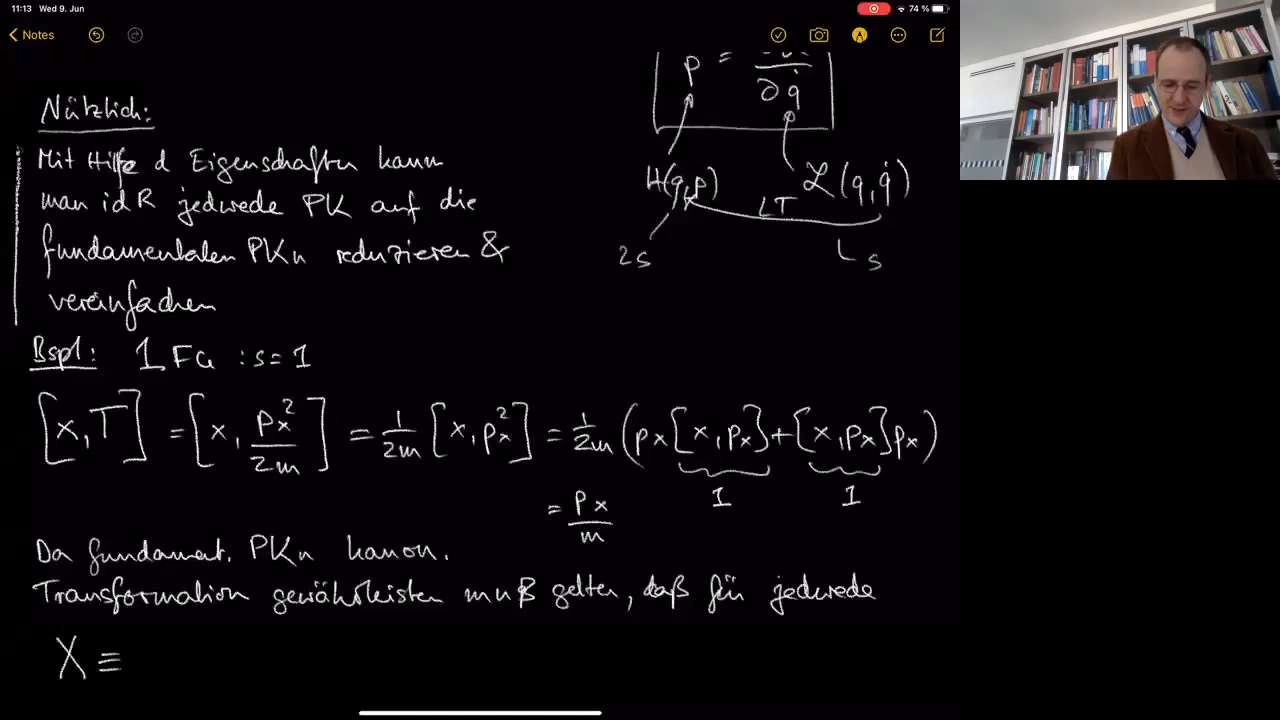 11:13 Wed 9. Jun
74 %
Notes
p = ∂q̇
H(q,p) ℒ(q,q̇)
LT
2s s
Nützlich:
Mit Hilfe d Eigenschaften kann
man idR jedwede PK auf die
fundamentalen PKn reduzieren &
vereinfachen
Bspl: 1 FG : s=1
[x,T] = [x, px²/2m] = 1/2m [x,px²] = 1/2m (px[x,px]+[x,px]px)
1 1
= px/m
Da fundament. PKn kanon.
Transformation gewährleisten muß gelten, daß für jedwede
X ≡